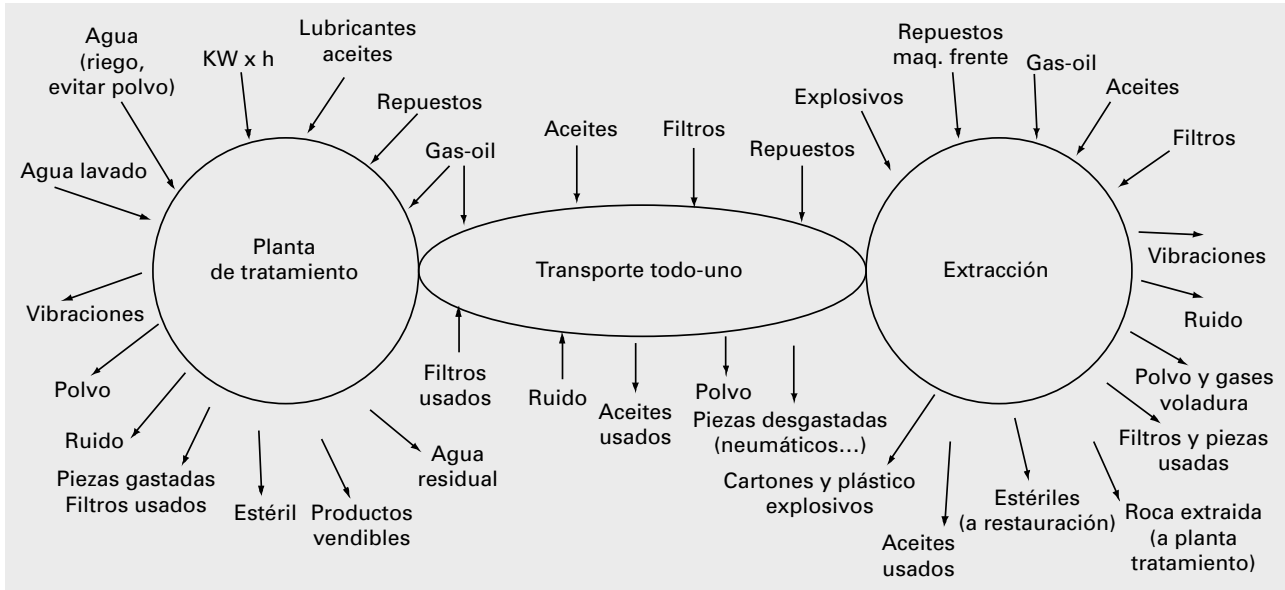 Agua
(riego,
evitar polvo)
KW x h
Lubricantes
aceites
Repuestos
Gas-oil
Agua lavado
Planta
de tratamiento
Vibraciones
Polvo
Ruido
Piezas gastadas
Filtros usados
Estéril
Productos
vendibles
Agua
residual
Aceites
Filtros
Repuestos
Transporte todo-uno
Filtros
usados
Ruido
Aceites
usados
Polvo
Piezas desgastadas
(neumáticos...)
Explosivos
Repuestos
maq. frente
Gas-oil
Aceites
Filtros
Extracción
Vibraciones
Ruido
Polvo y gases
voladura
Filtros y piezas
usadas
Cartones y plástico
explosivos
Aceites
usados
Estériles
(a restauración)
Roca extraida
(a planta
tratamiento)